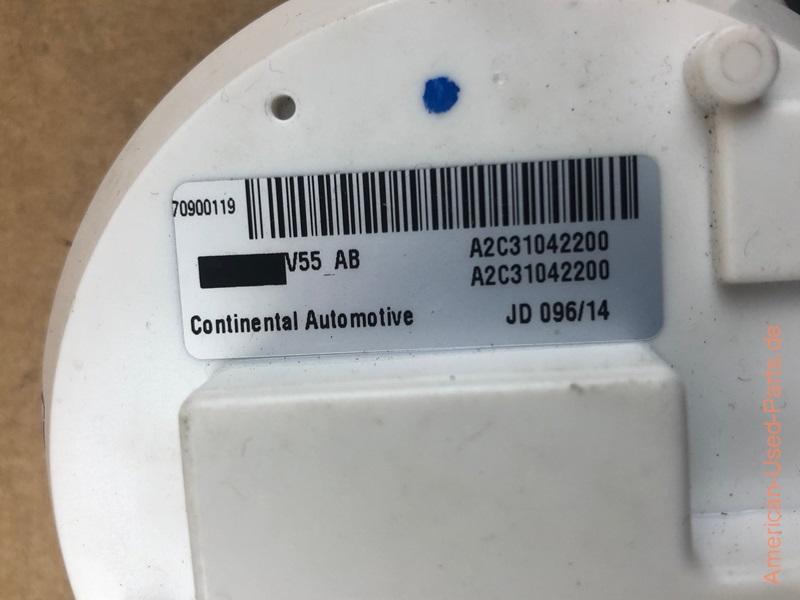 70900119
V55_AB
A2C31042200
A2C31042200
Continental Automotive
JD 096/14
American-Used-Parts.de